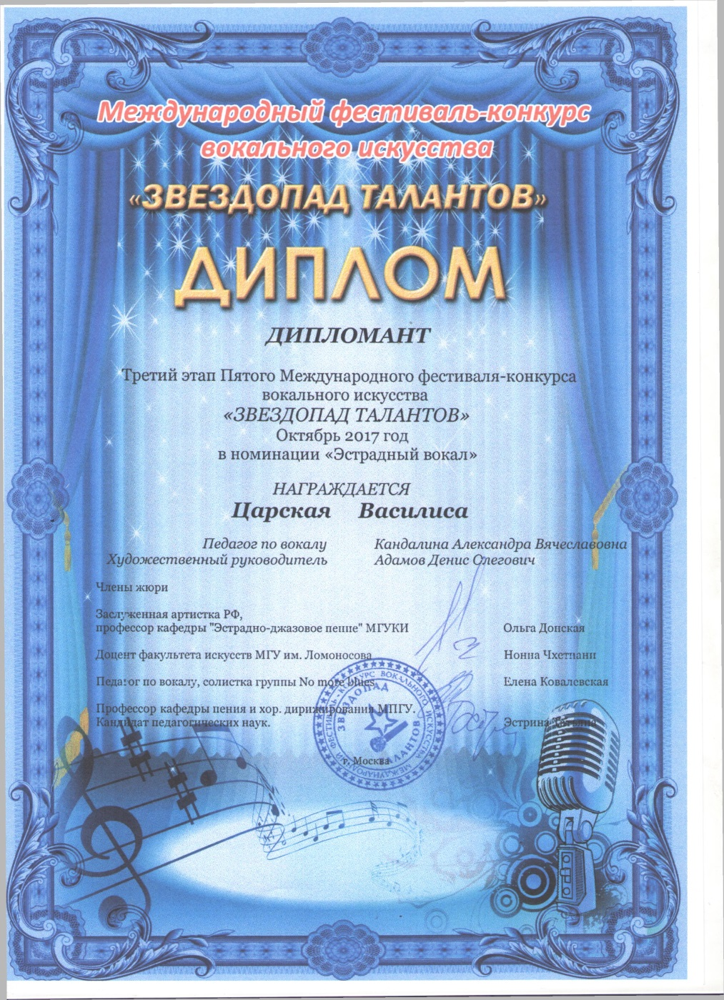 Международный фестиваль-конкурс
вокального искусства
«ЗВЕЗДОПАД ТАЛАНТОВ»
ДИПЛОМ
ДИПЛОМАНТ
Третий этап Пятого Международного фестиваля-конкурса
вокального искусства
«ЗВЕЗДОПАД ТАЛАНТОВ»
Октябрь 2017 год
в номинации «Эстрадный вокал»
НАГРАЖДАЕТСЯ
Царская Василиса
Педагог по вокалу Кандалина Александра Вячеславовна
Художественный руководитель Адамов Денис Олегович
Члены жюри
Заслуженная артистка РФ,
профессор кафедры "Эстрадно-джазовое пение" МГУКИ Ольга Донская
Доцент факультета искусств МГУ им. Ломоносова Нонна Чхетиани
Педагог по вокалу, солистка группы No more blues Елена Ковалевская
Профессор кафедры пения и хор. дирижирования МПГУ.
Кандидат педагогических наук. Эстрина Татьяна
г. Москва
МЕЖДУНАРОДНЫЙ ФЕСТИВАЛЬ-КОНКУРС ВОКАЛЬНОГО ИСКУССТВА
ЗВЕЗДОПАД ТАЛАНТОВ